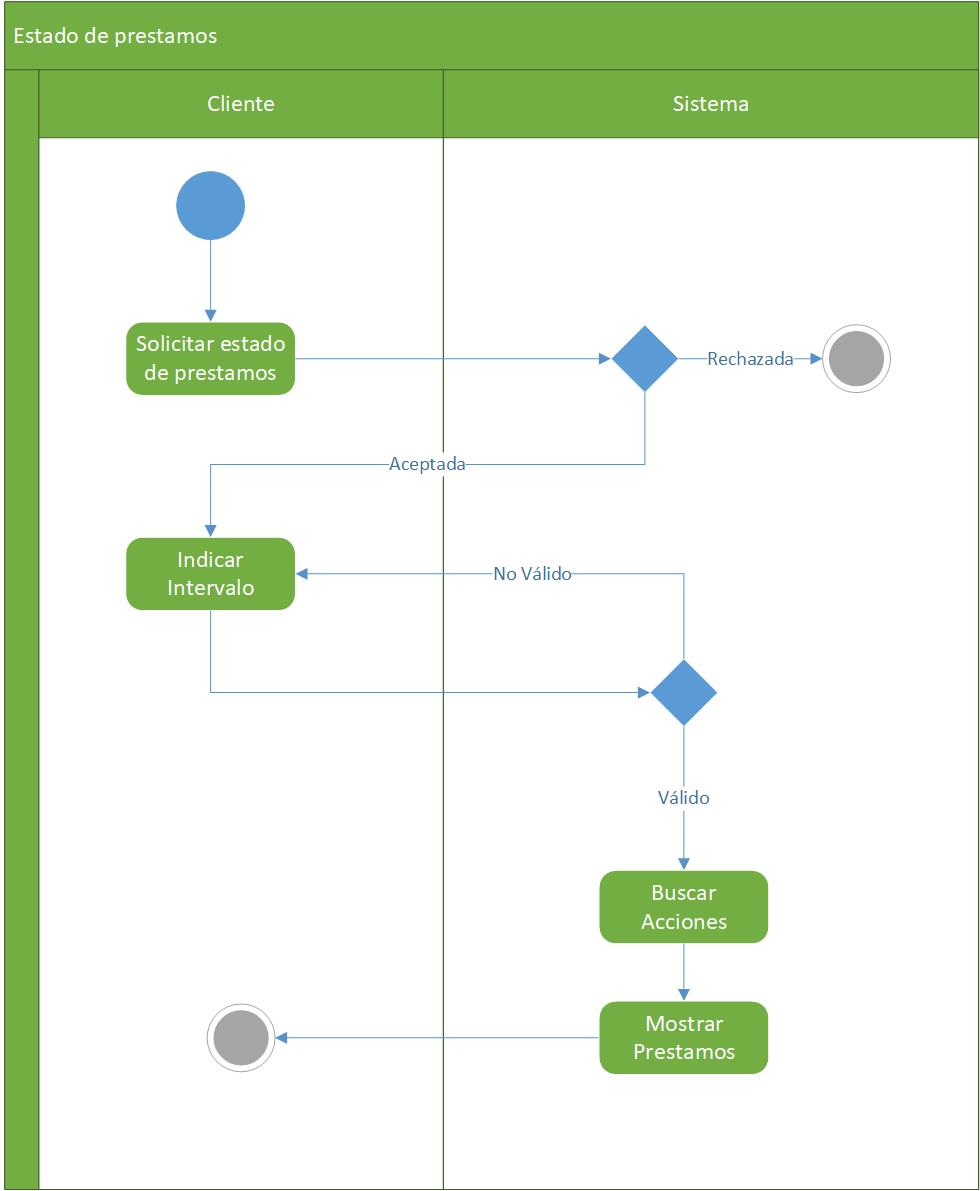 Estado de prestamos
Cliente
Sistema
Solicitar estado
de prestamos
Rechazada
Aceptada
Indicar
Intervalo
No Válido
Válido
Buscar
Acciones
Mostrar
Prestamos